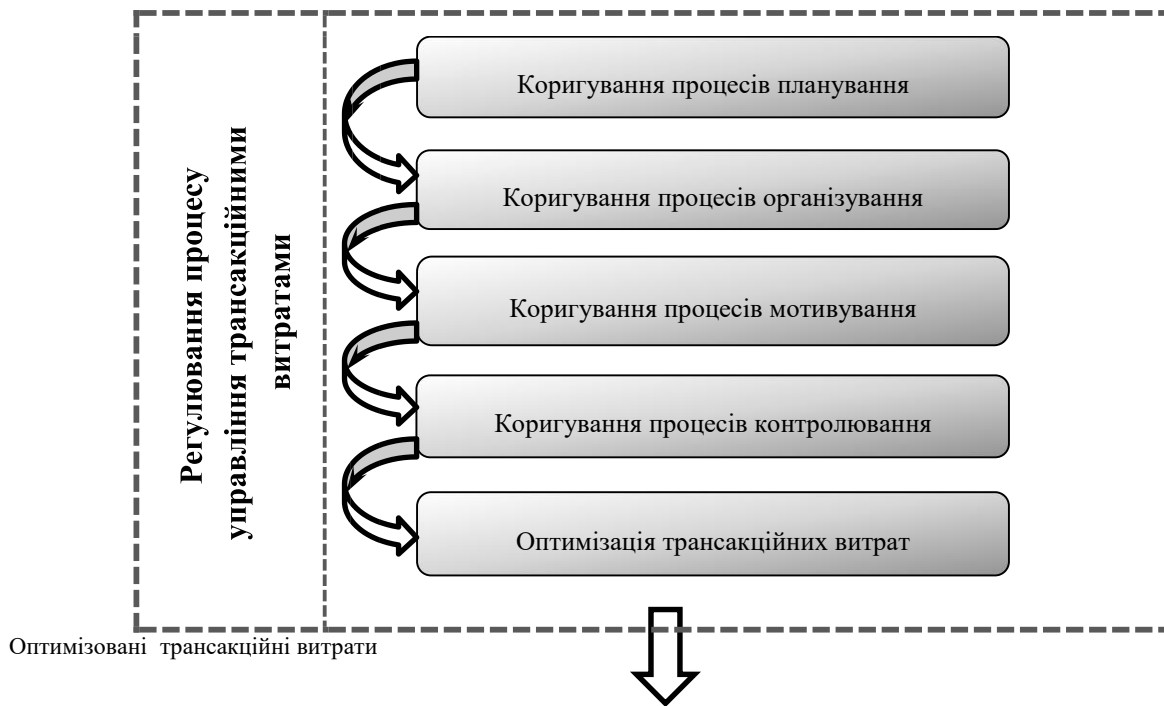 Регулювання процесу
управління трансакційними
витратами
Коригування процесів планування
Коригування процесів організування
Коригування процесів мотивування
Коригування процесів контролювання
Оптимізація трансакційних витрат
Оптимізовані трансакційні витрати